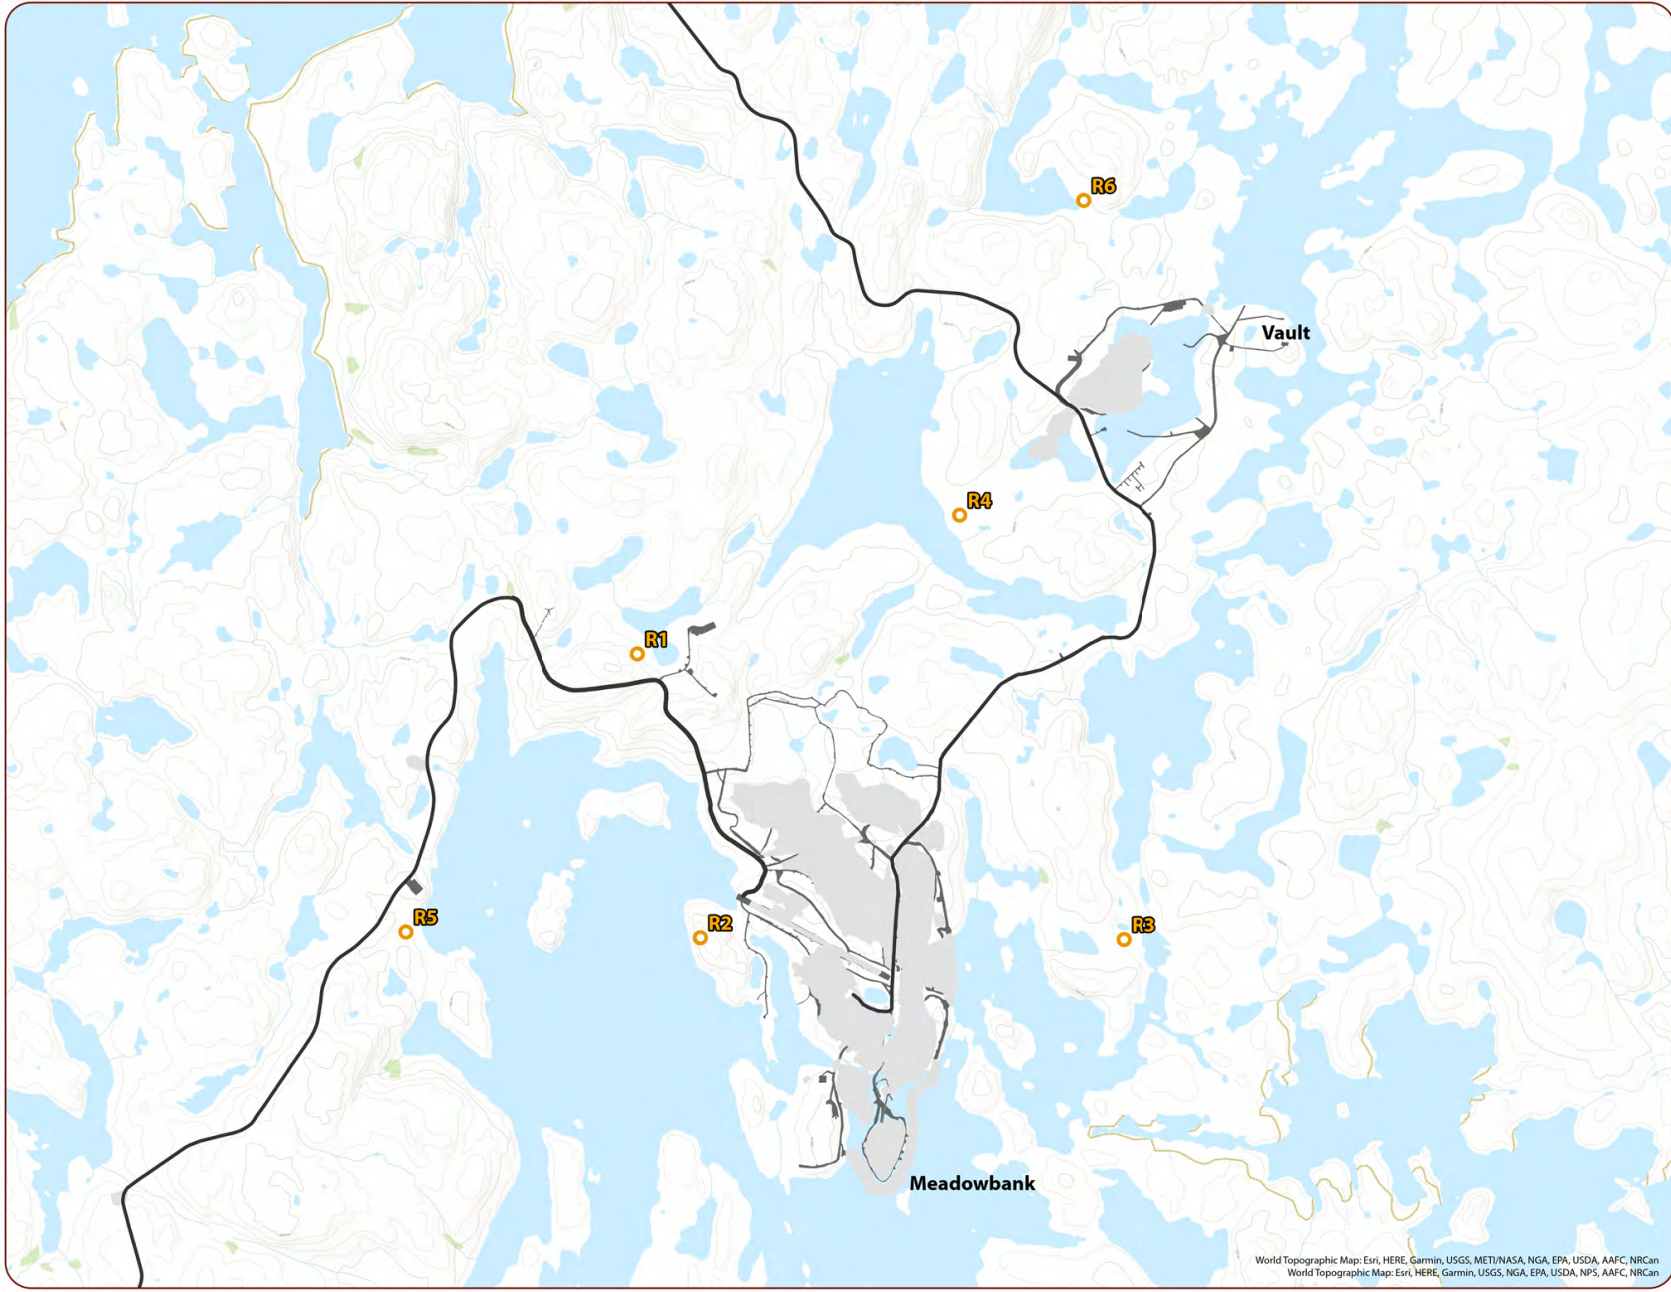 R6
Vault
R4
R1
R5
R2
R3
Meadowbank
World Topographic Map: Esri, HERE, Garmin, USGS, METI/NASA, NGA, EPA, USDA, AAFC, NRCan
World Topographic Map: Esri, HERE, Garmin, USGS, NGA, EPA, USDA, NPS, AAFC, NRCan